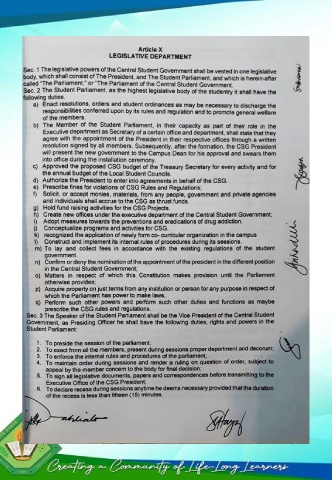 Article X
LEGISLATIVE DEPARTMENT
Sec. 1 The legislative powers of the Central Student Government shall be vested in one legislative
body, which shall consist of The President, and The Student Parliament, and which is herein-after
called "The Parliament," or "The Parliament of the Central Student Government.
Sec. 2 The Student Parliament, as the highest legislative body of the studentry it shall have the
following duties.
a) Enact resolutions, orders and student ordinances as may be necessary to discharge the
responsibilities conferred upon by its rules and regulation and to promote general welfare
of the members.
b) The Member of the Student Parliament, in their capacity as part of their role in the
Executive department as Secretary of a certain office and department, shall state that they
agree with the appointment of the President in their respective offices through a written
resolution signed by all members. Subsequently, after the formation, the CSG President
will present the new government to the Campus Dean for his approval and swears them
into office during the installation ceremony.
c) Approved the proposed CSG budget of the Treasury Secretary for every activity and for
the annual budget of the Local Student Councils.
d) Authorize the President to enter into agreements in behalf of the CSG.
e) Prescribe fines for violations of CSG Rules and Regulations;
f) Solicit, or accept monies, materials, from any people, government and private agencies
and individuals shall accrue to the CSG as thrust funds.
g) Hold fund raising activities for the CSG Projects.
h) Create new offices under the executive department of the Central Student Government;
i) Adopt measures towards the preventions and eradications of drug addiction.
j) Conceptualize programs and activities for CSG.
k) recognized the application of newly form co- curricular organization in the campus
l) Construct and implement its internal rules of procedures during its sessions
m) To lay and collect fees in accordance with the existing regulations of the student
government
n) Confirm or deny the nomination of the appointment of the president in the different position
in the Central Student Government;
o) Matters in respect of which this Constitution makes provision until the Parliament
otherwise provides;
p) Acquire property on just terms from any institution or person for any purpose in respect of
which the Parliament has power to make laws.
q) Perform such other powers and perform such other duties and functions as maybe
prescribe the CSG rules and regulations.
Sec. 3 The Speaker of the Student Parliament shall be the Vice President of the Central Student
Government, as Presiding Officer he shall have the following duties, rights and powers in the
Student Parliament:
1. To preside the session of the parliament;
2. To exact from all the members, present during sessions proper deportment and decorum;
3. To enforce the internal rules and procedures of the parliament;
4. To maintain order during sessions and render a ruling on question of order, subject to
appeal by the member concern to the body for final decision;
5. To sign all legislative documents, papers and correspondences before transmitting to the
Executive Office of the CSG President;
6. To declare recess during sessions anytime he deems necessary provided that the duration
of the recess is less than fifteen (15) minutes.
Creating a Community of Life-Long Learners